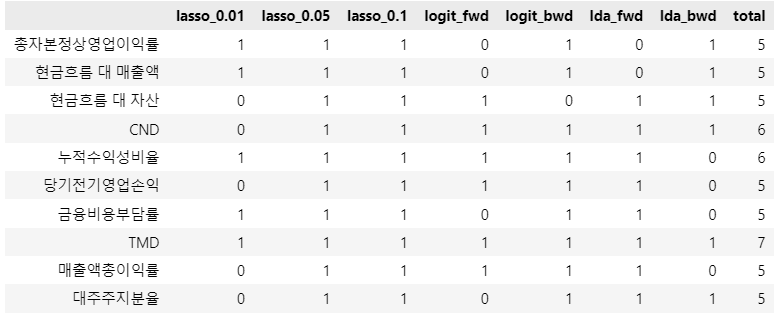 lasso_0.01 lasso_0.05 lasso_0.1 logit_fwd logit_bwd lda_fwd lda_bwd total
총자본정상영업이익률 1 1 1 0 1 0 1 5
현금흐름 대 매출액 1 1 1 0 1 0 1 5
현금흐름 대 자산 0 1 1 1 0 1 1 5
CND 0 1 1 1 1 1 1 6
누적수익성비율 1 1 1 1 1 1 0 6
당기전기영업손익 0 1 1 1 1 1 0 5
금융비용부담률 1 1 1 0 1 1 0 5
TMD 1 1 1 1 1 1 1 7
매출액총이익률 0 1 1 1 1 1 0 5
대주주지분율 0 1 1 0 1 1 1 5